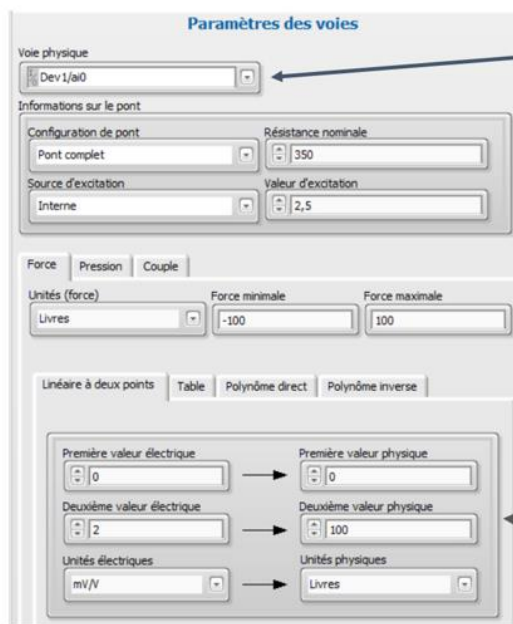 Paramètres des voies
Voie physique
Dev1/ai0
Informations sur le pont
Configuration de pont Résistance nominale
Pont complet 350
Source d'excitation Valeur d'excitation
Interne 2,5
Force Pression Couple
Unités (force) Force minimale Force maximale
Livres -100 100
Linéaire à deux points Table Polynôme direct Polynôme inverse
Première valeur électrique Première valeur physique
0 0
Deuxième valeur électrique Deuxième valeur physique
2 100
Unités électriques Unités physiques
mV/V Livres